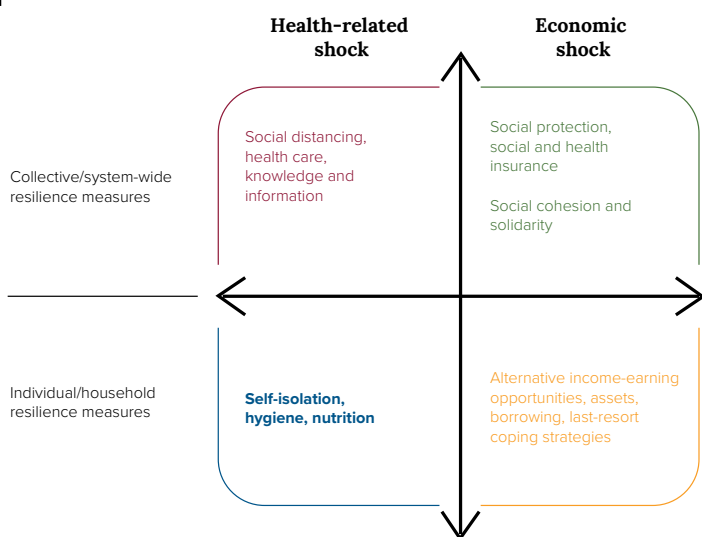 Health-related
shock
Economic
shock
Collective/system-wide
resilience measures
Social distancing,
health care,
knowledge and
information
Social protection,
social and health
insurance
Social cohesion and
solidarity
Individual/household
resilience measures
Self-isolation,
hygiene, nutrition
Alternative income-earning
opportunities, assets,
borrowing, last-resort
coping strategies